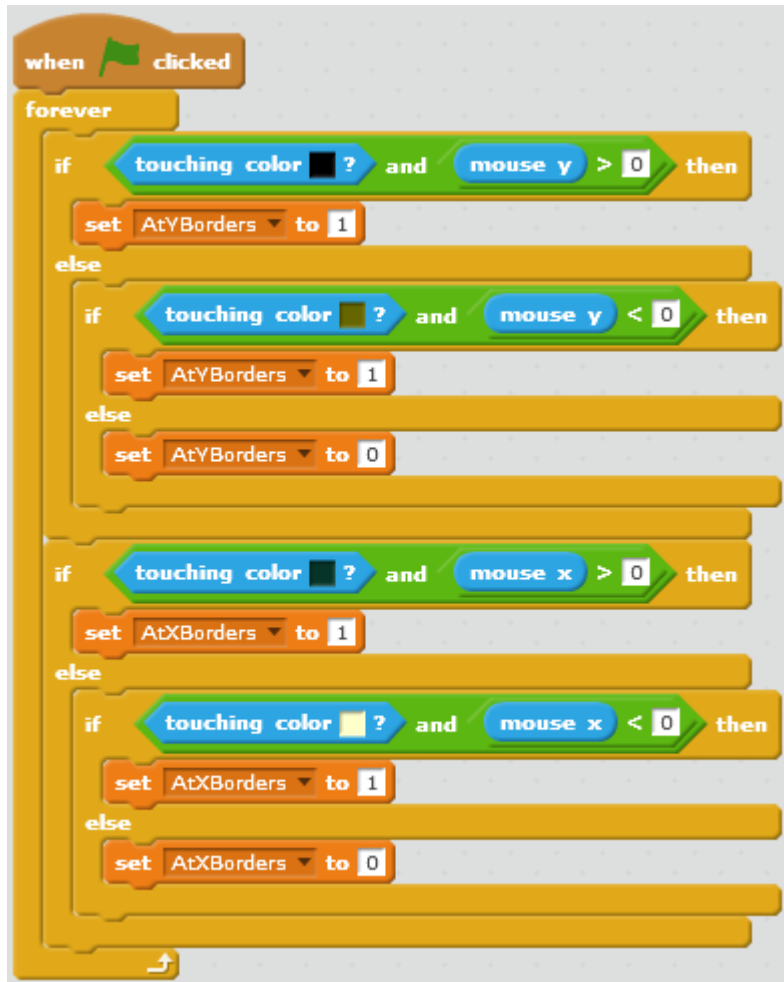 when clicked
forever
if touching color ? and mouse y > 0 then
set AtYBorders to 1
else
if touching color ? and mouse y < 0 then
set AtYBorders to 1
else
set AtYBorders to 0
if touching color ? and mouse x > 0 then
set AtXBorders to 1
else
if touching color ? and mouse x < 0 then
set AtXBorders to 1
else
set AtXBorders to 0